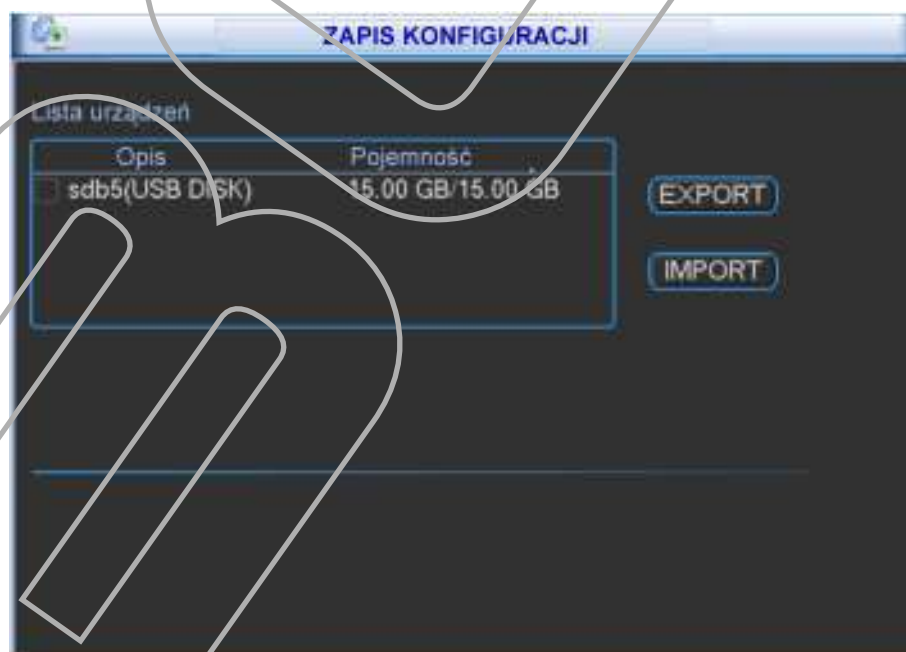 ZAPIS KONFIGURACJI
Lista urządzeń
Opis Pojemność
sdb5(USB DISK) 15.00 GB/15.00 GB
EXPORT
IMPORT